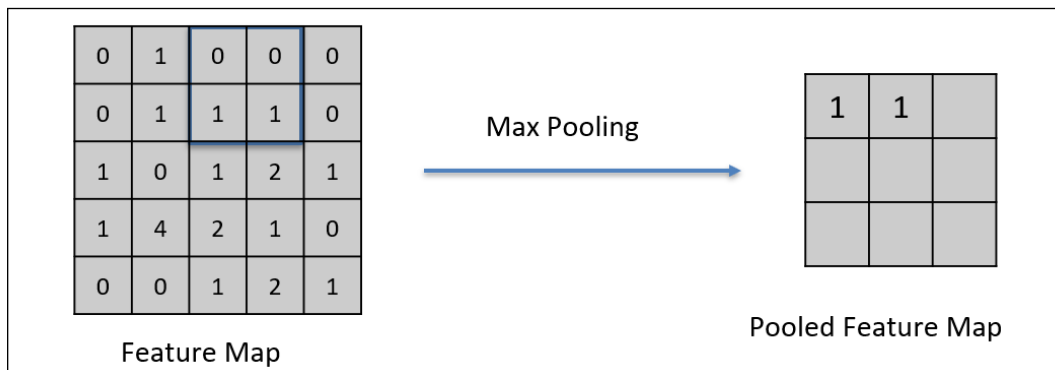 0 1 0 0 0
0 1 1 1 0
1 0 1 2 1
1 4 2 1 0
0 0 1 2 1
Feature Map
Max Pooling
1 1
Pooled Feature Map